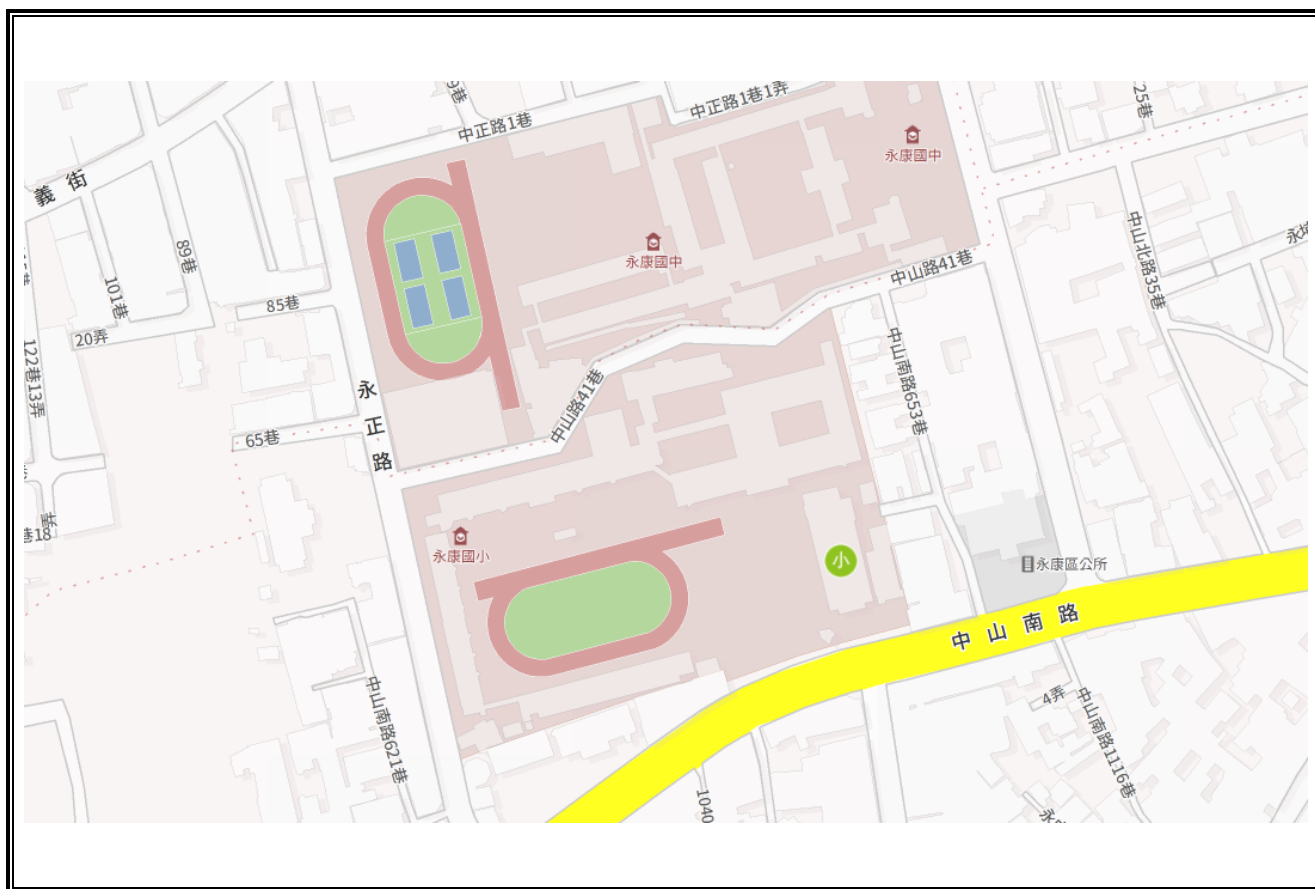 中正路1巷1弄
中正路1巷
25巷
永康國中
義街
89巷
永康國中
中山北路35巷
中山路41巷
101巷
85巷
20弄
122巷13弄
中山南路653巷
永正路
中山路41巷
65巷
巷18
永康國小
小
永康區公所
中山南路
中山南路621巷
4弄
中山南路1116巷
1040